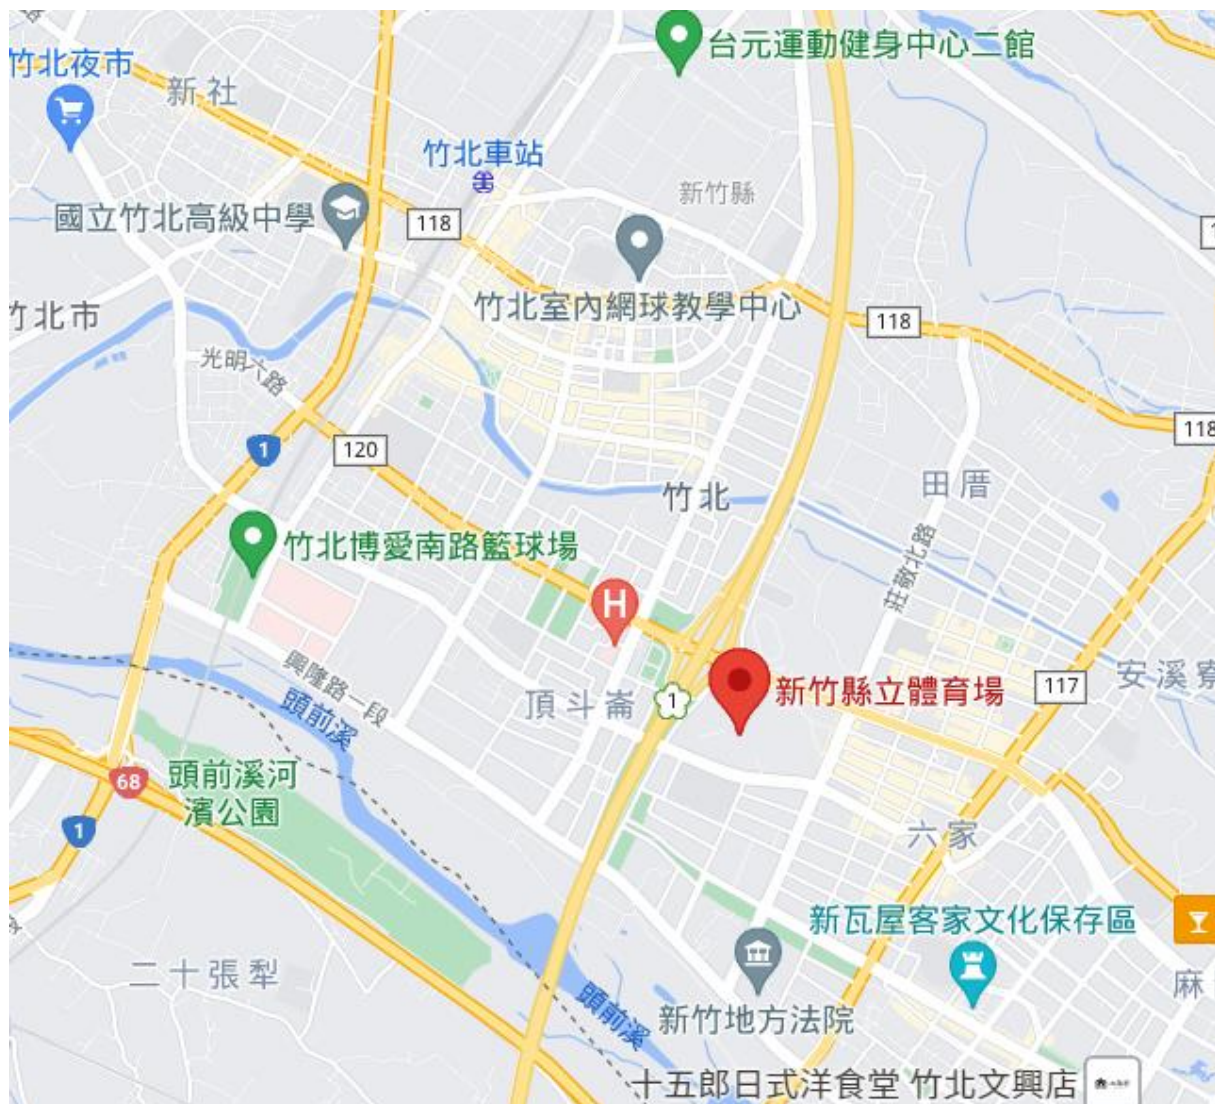 台元運動健身中心二館
竹北夜市
新社
竹北車站
新竹縣
國立竹北高級中學
118
竹北室內網球教學中心
竹北市
118
光明六路
118
1
120
竹北
田厝
竹北博愛南路籃球場
莊敬北路
H
興隆路一段
頭前溪
頂斗崙
1
新竹縣立體育場
117
安溪寮
68
頭前溪河
濱公園
1
六家
新瓦屋客家文化保存區
二十張犁
頭前溪
新竹地方法院
麻
十五郎日式洋食堂 竹北文興店